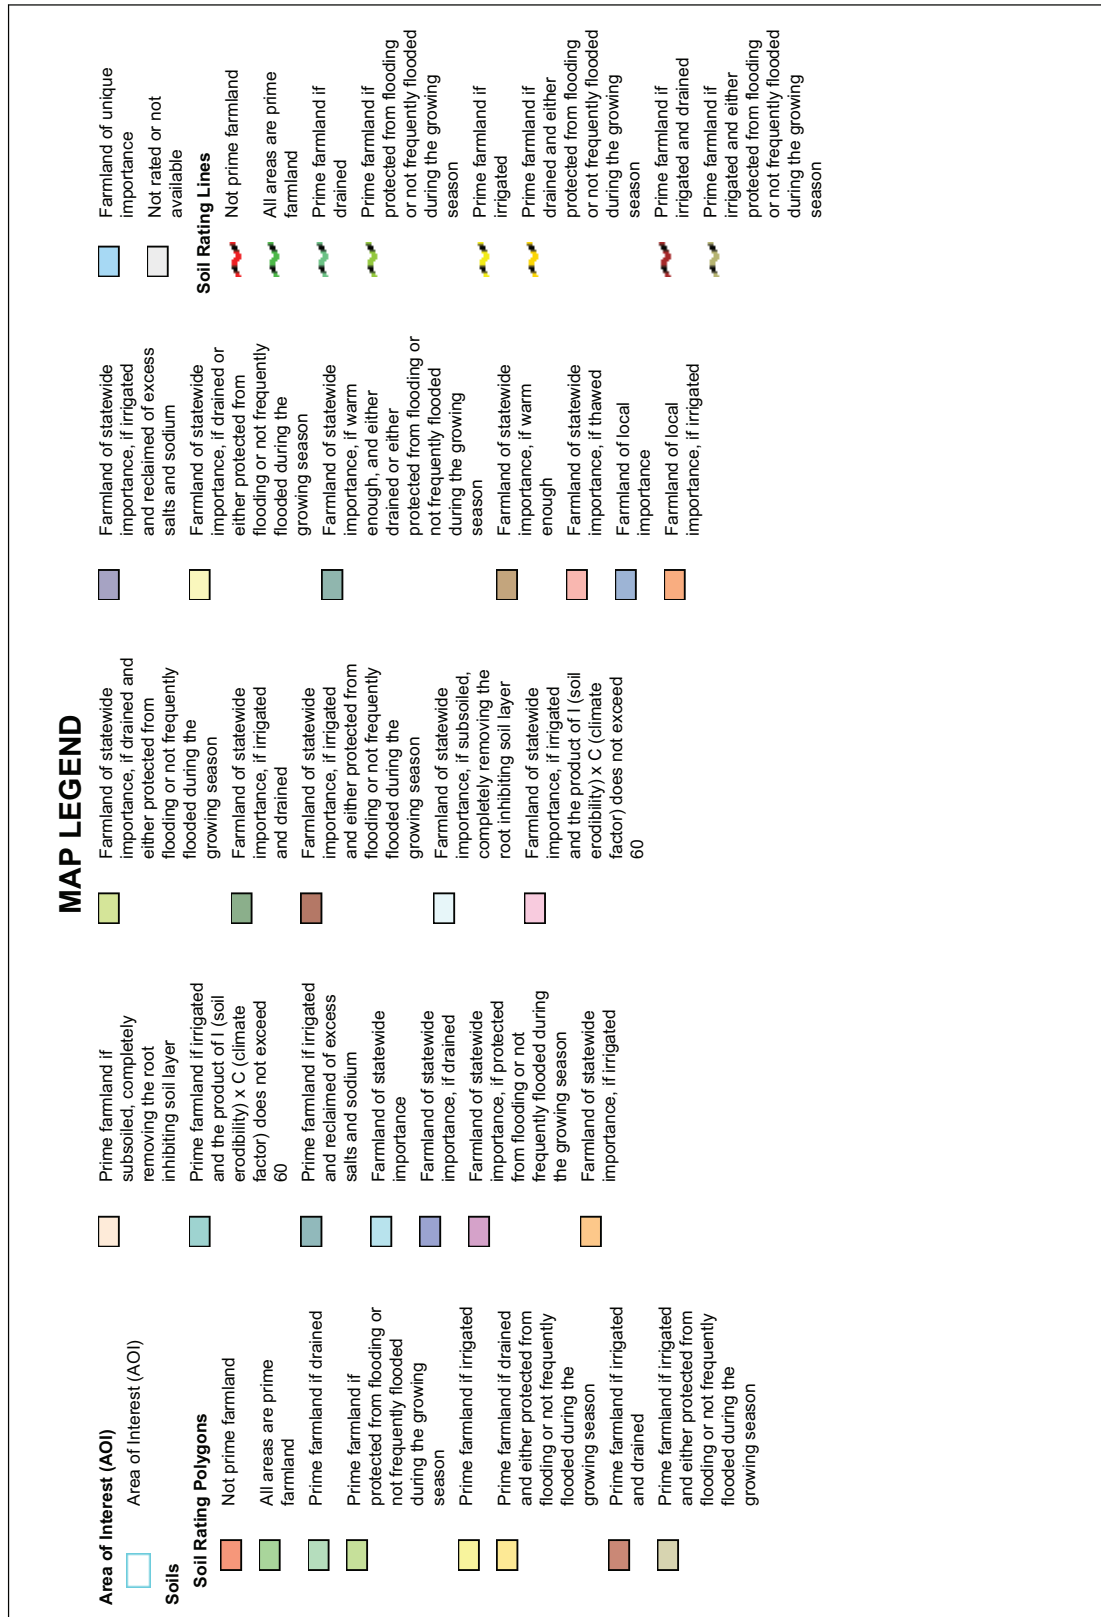 MAP LEGEND
Area of Interest (AOI)
Area of Interest (AOI)
Soils
Soil Rating Polygons
Not prime farmland
All areas are prime
farmland
Prime farmland if drained
Prime farmland if
protected from flooding or
not frequently flooded
during the growing
season
Prime farmland if irrigated
Prime farmland if drained
and either protected from
flooding or not frequently
flooded during the
growing season
Prime farmland if irrigated
and drained
Prime farmland if irrigated
and either protected from
flooding or not frequently
flooded during the
growing season
Prime farmland if
subsoiled, completely
removing the root
inhibiting soil layer
Prime farmland if irrigated
and the product of I (soil
erodibility) x C (climate
factor) does not exceed
60
Prime farmland if irrigated
and reclaimed of excess
salts and sodium
Farmland of statewide
importance
Farmland of statewide
importance, if drained
Farmland of statewide
importance, if protected
from flooding or not
frequently flooded during
the growing season
Farmland of statewide
importance, if irrigated
Farmland of statewide
importance, if drained and
either protected from
flooding or not frequently
flooded during the
growing season
Farmland of statewide
importance, if irrigated
and drained
Farmland of statewide
importance, if irrigated
and either protected from
flooding or not frequently
flooded during the
growing season
Farmland of statewide
importance, if subsoiled,
completely removing the
root inhibiting soil layer
Farmland of statewide
importance, if irrigated
and the product of I (soil
erodibility) x C (climate
factor) does not exceed
60
Farmland of statewide
importance, if irrigated
and reclaimed of excess
salts and sodium
Farmland of statewide
importance, if drained or
either protected from
flooding or not frequently
flooded during the
growing season
Farmland of statewide
importance, if warm
enough, and either
drained or either
protected from flooding or
not frequently flooded
during the growing
season
Farmland of statewide
importance, if warm
enough
Farmland of statewide
importance, if thawed
Farmland of local
importance
Farmland of local
importance, if irrigated
Farmland of unique
importance
Not rated or not
available
Soil Rating Lines
Not prime farmland
All areas are prime
farmland
Prime farmland if
drained
Prime farmland if
protected from flooding
or not frequently flooded
during the growing
season
Prime farmland if
irrigated
Prime farmland if
drained and either
protected from flooding
or not frequently flooded
during the growing
season
Prime farmland if
irrigated and drained
Prime farmland if
irrigated and either
protected from flooding
or not frequently flooded
during the growing
season